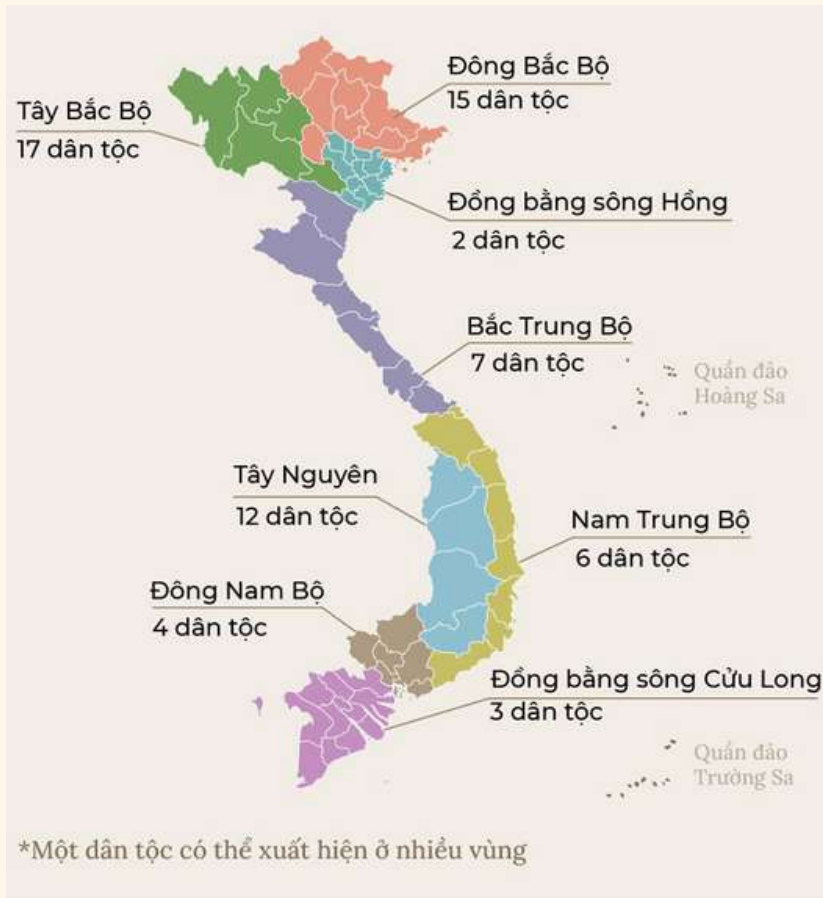 Đông Bắc Bộ
15 dân tộc
Tây Bắc Bộ
17 dân tộc
Đồng bằng sông Hồng
2 dân tộc
Bắc Trung Bộ
7 dân tộc
Quần đảo
Hoàng Sa
Tây Nguyên
12 dân tộc
Nam Trung Bộ
6 dân tộc
Đông Nam Bộ
4 dân tộc
Đồng bằng sông Cửu Long
3 dân tộc
Quần đảo
Trường Sa
*Một dân tộc có thể xuất hiện ở nhiều vùng